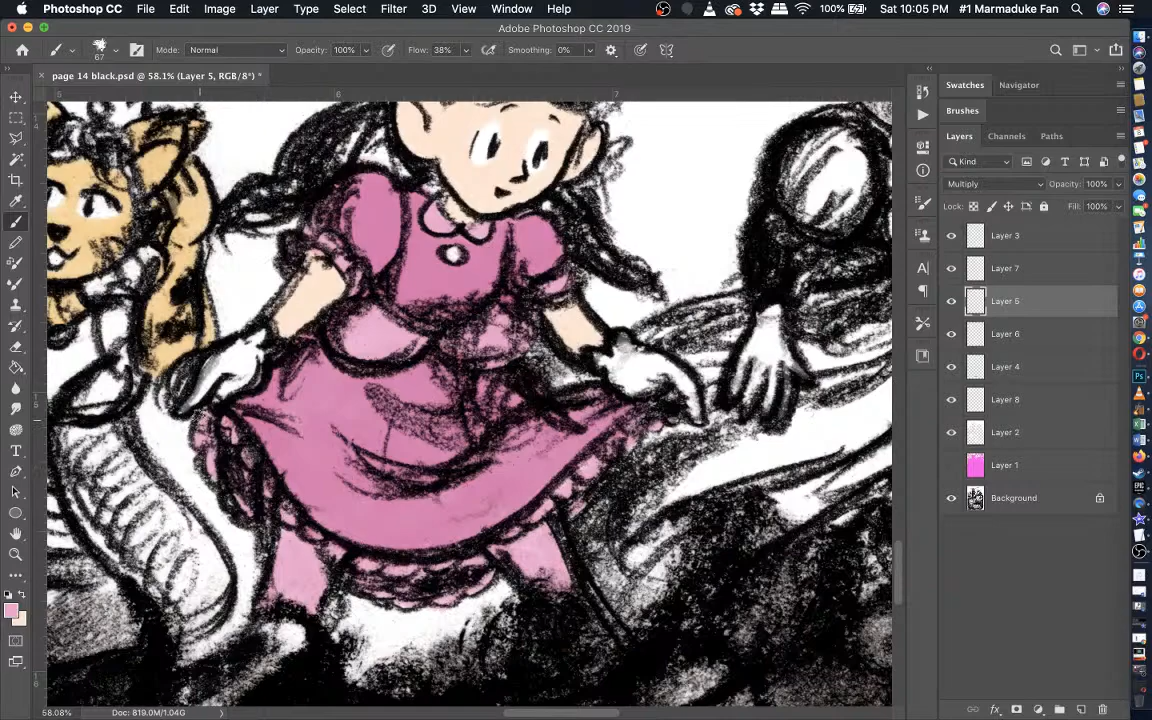 Photoshop CC File Edit Image Layer Type Select Filter 3D View Window Help 100% Sat 10:05 PM #1 Marmaduke Fan
Adobe Photoshop CC 2019
67 Mode: Normal Opacity: 100% Flow: 38% Smoothing: 0%
× page 14 black.psd @ 58.1% (Layer 5, RGB/8*) *
5 6 7
Swatches Navigator
Brushes
Layers Channels Paths
Kind
Multiply Opacity: 100%
Lock: Fill: 100%
Layer 3
Layer 7
Layer 5
Layer 6
Layer 4
Layer 8
Layer 2
Layer 1
Background
58.08% Doc: 819.0M/1.04G